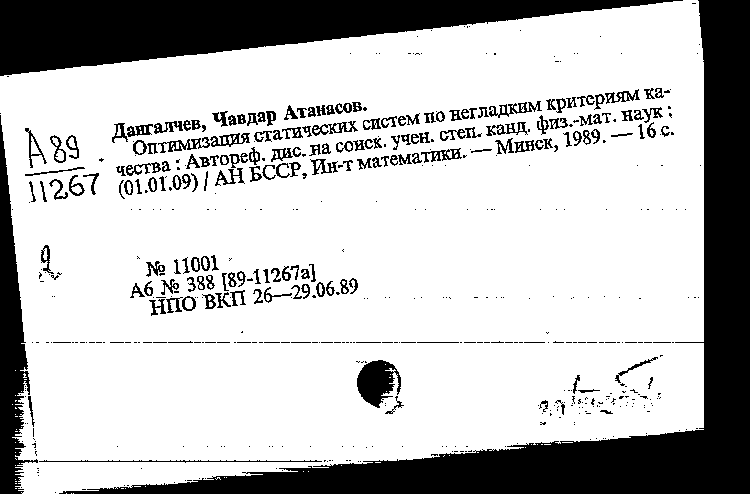 Дангалчев, Чавдар Атанасов.
Оптимизация статических систем по негладким критериям ка-
чества : Автореф. дис. на соиск. учен. степ. канд. физ.-мат. наук :
(01.01.09) / АН БССР, Ин-т математики. — Минск, 1989. — 16 с.
А 89
11267
2
№ 11001
А6 № 388 [89-11267а]
НПО ВКП 26—29.06.89